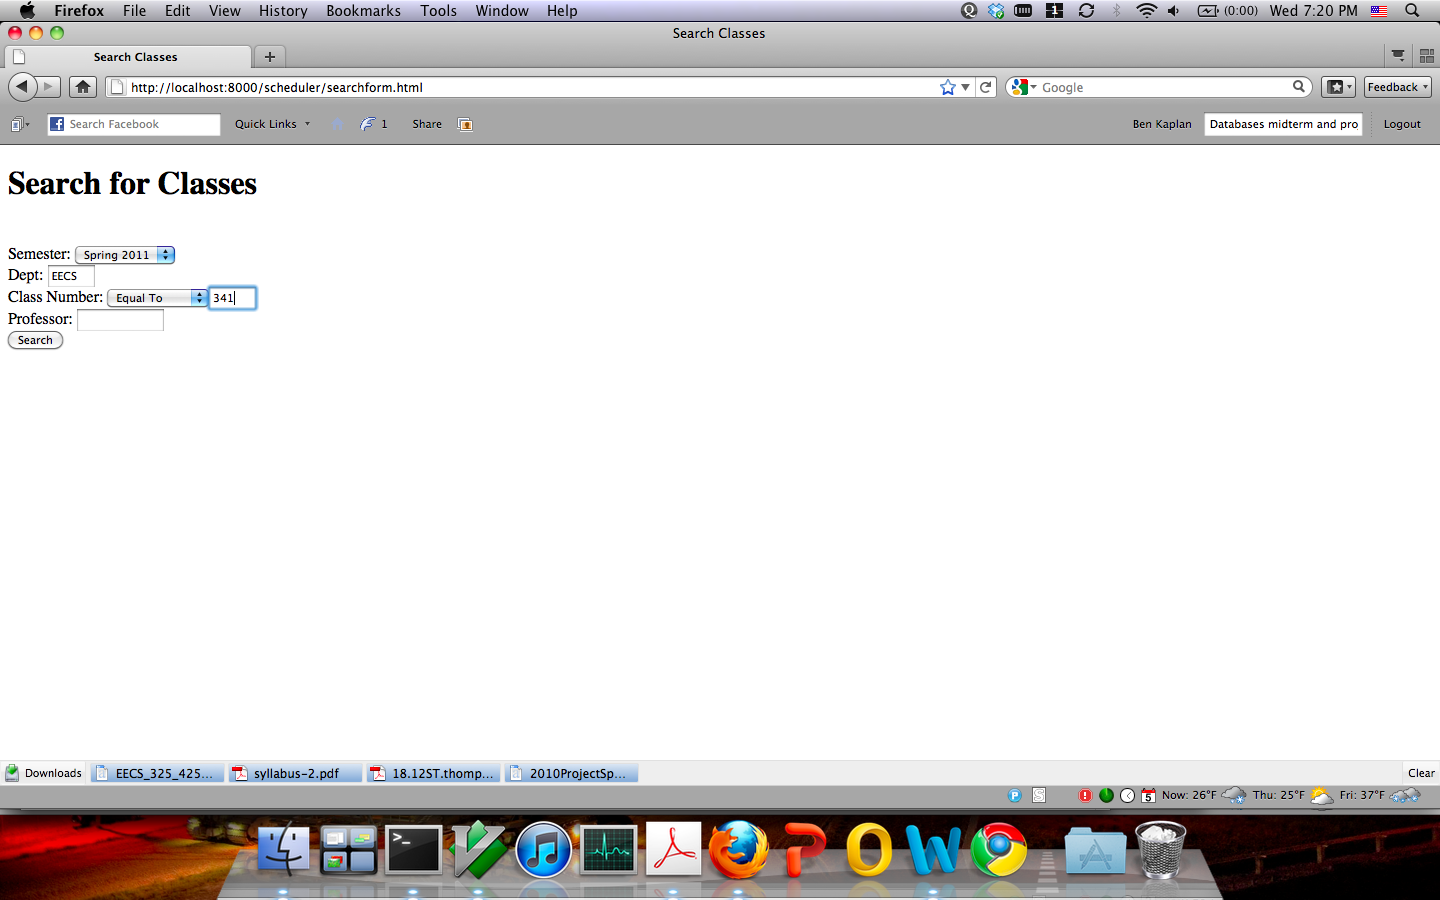 Firefox File Edit View History Bookmarks Tools Window Help 1 (0:00) Wed 7:20 PM
Search Classes
Search Classes
http://localhost:8000/scheduler/searchform.html Google Feedback
Search Facebook Quick Links 1 Share Ben Kaplan Databases midterm and pro Logout
Search for Classes
Semester: Spring 2011
Dept: EECS
Class Number: Equal To 341
Professor:
Search
Downloads EECS_325_425... syllabus-2.pdf 18.12ST.thomp... 2010ProjectSp... Clear
P S 5 Now: 26°F Thu: 25°F Fri: 37°F